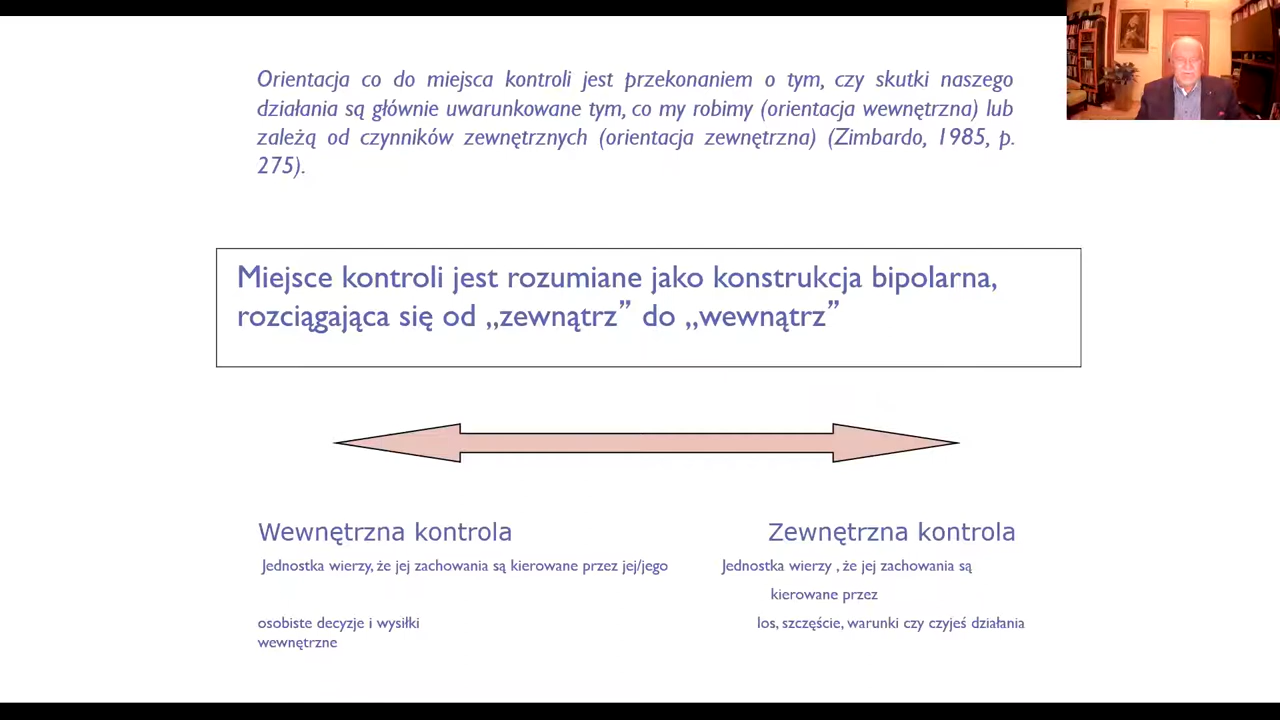 Orientacja co do miejsca kontroli jest przekonaniem o tym, czy skutki naszego
działania są głównie uwarunkowane tym, co my robimy (orientacja wewnętrzna) lub
zależą od czynników zewnętrznych (orientacja zewnętrzna) (Zimbardo, 1985, p.
275).
Miejsce kontroli jest rozumiane jako konstrukcja bipolarna,
rozciągająca się od ,,zewnątrz” do ,,wewnątrz”
Wewnętrzna kontrola
Jednostka wierzy, że jej zachowania są kierowane przez jej/jego
osobiste decyzje i wysiłki
wewnętrzne
Zewnętrzna kontrola
Jednostka wierzy , że jej zachowania są
kierowane przez
los, szczęście, warunki czy czyjeś działania